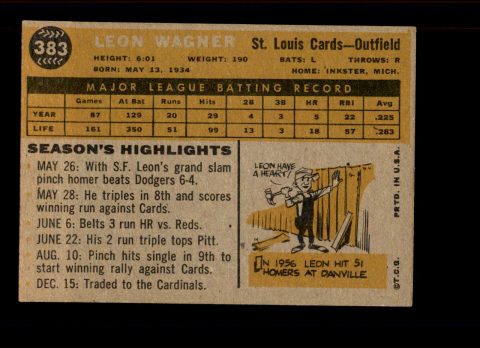 383
LEON WAGNER
St. Louis Cards—Outfield
HEIGHT: 6:01 WEIGHT: 190 BATS: L THROWS: R
BORN: MAY 13, 1934 HOME: INKSTER, MICH.
MAJOR LEAGUE BATTING RECORD
Games At Bat Runs Hits 2B 3B HR RBI Avg
YEAR 87 129 20 29 4 3 5 22 .225
LIFE 161 350 51 99 13 3 18 57 .283
SEASON'S HIGHLIGHTS
MAY 26: With S.F. Leon's grand slam
pinch homer beats Dodgers 6-4.
MAY 28: He triples in 8th and scores
winning run against Cards.
JUNE 6: Belts 3 run HR vs. Reds.
JUNE 22: His 2 run triple tops Pitt.
AUG. 10: Pinch hits single in 9th to
start winning rally against Cards.
DEC. 15: Traded to the Cardinals.
LEON HAVE
A HEART!
IN 1956 LEON HIT 51
HOMERS AT DANVILLE
©T.C.G. PRTD. IN U.S.A.